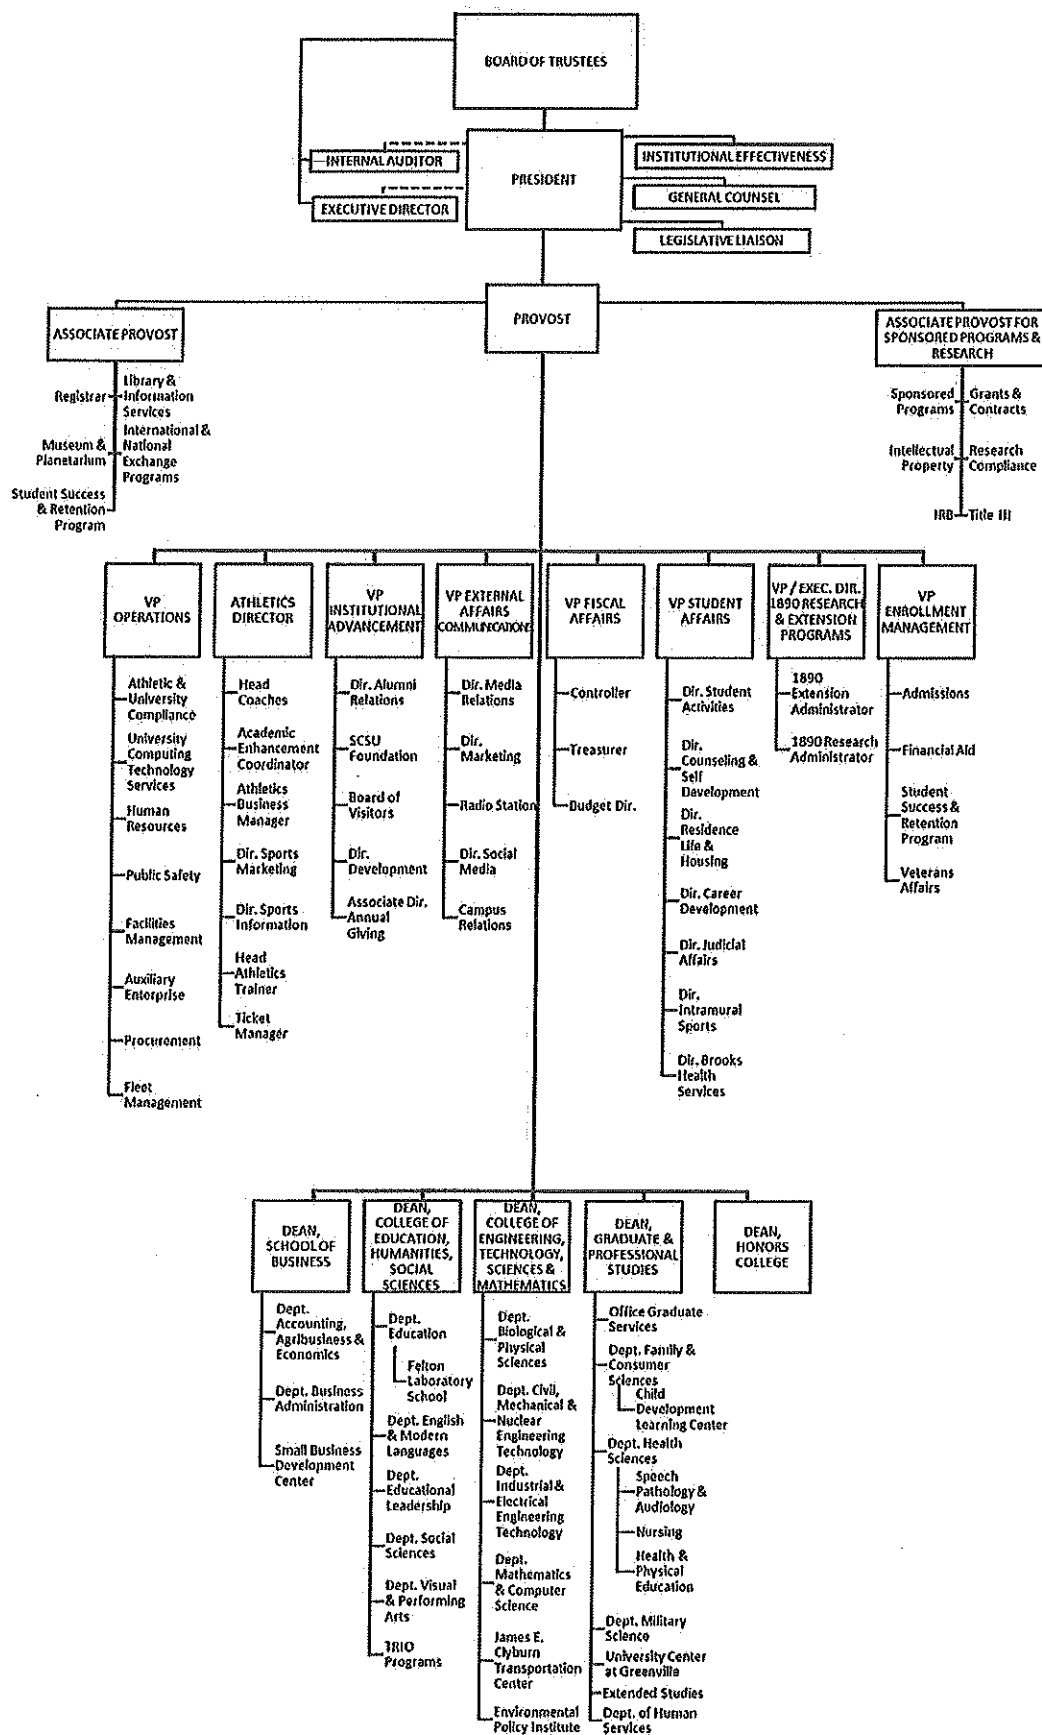 BOARD OF TRUSTEES
INTERNAL AUDITOR
EXECUTIVE DIRECTOR
PRESIDENT
INSTITUTIONAL EFFECTIVENESS
GENERAL COUNSEL
LEGISLATIVE LIAISON
PROVOST
ASSOCIATE PROVOST
Registrar
Library &
Information
Services
Museum &
Planetarium
International &
National
Exchange
Programs
Student Success
& Retention
Program
ASSOCIATE PROVOST FOR
SPONSORED PROGRAMS &
RESEARCH
Sponsored
Programs
Grants &
Contracts
Intellectual
Property
Research
Compliance
IRB
Title III
VP
OPERATIONS
Athletic &
University
Compliance
University
Computing
Technology
Services
Human
Resources
Public Safety
Facilities
Management
Auxiliary
Enterprise
Procurement
Fleet
Management
ATHLETICS
DIRECTOR
Head
Coaches
Academic
Enhancement
Coordinator
Athletics
Business
Manager
Dir. Sports
Marketing
Dir. Sports
Information
Head
Athletics
Trainer
Ticket
Manager
VP
INSTITUTIONAL
ADVANCEMENT
Dir. Alumni
Relations
SCSU
Foundation
Board of
Visitors
Dir.
Development
Associate Dir.
Annual
Giving
VP EXTERNAL
AFFAIRS
COMMUNICATIONS
Dir. Media
Relations
Dir.
Marketing
Radio Station
Dir. Social
Media
Campus
Relations
VP FISCAL
AFFAIRS
Controller
Treasurer
Budget Dir.
VP STUDENT
AFFAIRS
Dir. Student
Activities
Dir.
Counseling &
Self
Development
Dir.
Residence
Life &
Housing
Dir. Career
Development
Dir. Judicial
Affairs
Dir.
Intramural
Sports
Dir. Brooks
Health
Services
VP / EXEC. DIR.
1890 RESEARCH
& EXTENSION
PROGRAMS
1890
Extension
Administrator
1890 Research
Administrator
VP
ENROLLMENT
MANAGEMENT
Admissions
Financial Aid
Student
Success &
Retention
Program
Veterans
Affairs
DEAN,
SCHOOL OF
BUSINESS
Dept.
Accounting,
Agribusiness &
Economics
Dept. Business
Administration
Small Business
Development
Center
DEAN,
COLLEGE OF
EDUCATION,
HUMANITIES,
SOCIAL
SCIENCES
Dept.
Education
Felton
Laboratory
School
Dept. English
& Modern
Languages
Dept.
Educational
Leadership
Dept. Social
Sciences
Dept. Visual
& Performing
Arts
TRIO
Programs
DEAN,
COLLEGE OF
ENGINEERING,
TECHNOLOGY,
SCIENCES &
MATHEMATICS
Dept.
Biological &
Physical
Sciences
Dept. Civil,
Mechanical &
Nuclear
Engineering
Technology
Dept.
Industrial &
Electrical
Engineering
Technology
Dept.
Mathematics
& Computer
Science
James E.
Clyburn
Transportation
Center
Environmental
Policy Institute
DEAN,
GRADUATE &
PROFESSIONAL
STUDIES
Office Graduate
Services
Dept. Family &
Consumer
Sciences
Child
Development
Learning Center
Dept. Health
Sciences
Speech
Pathology &
Audiology
Nursing
Health &
Physical
Education
Dept. Military
Science
University Center
at Greenville
Extended Studies
Dept. of Human
Services
DEAN,
HONORS
COLLEGE